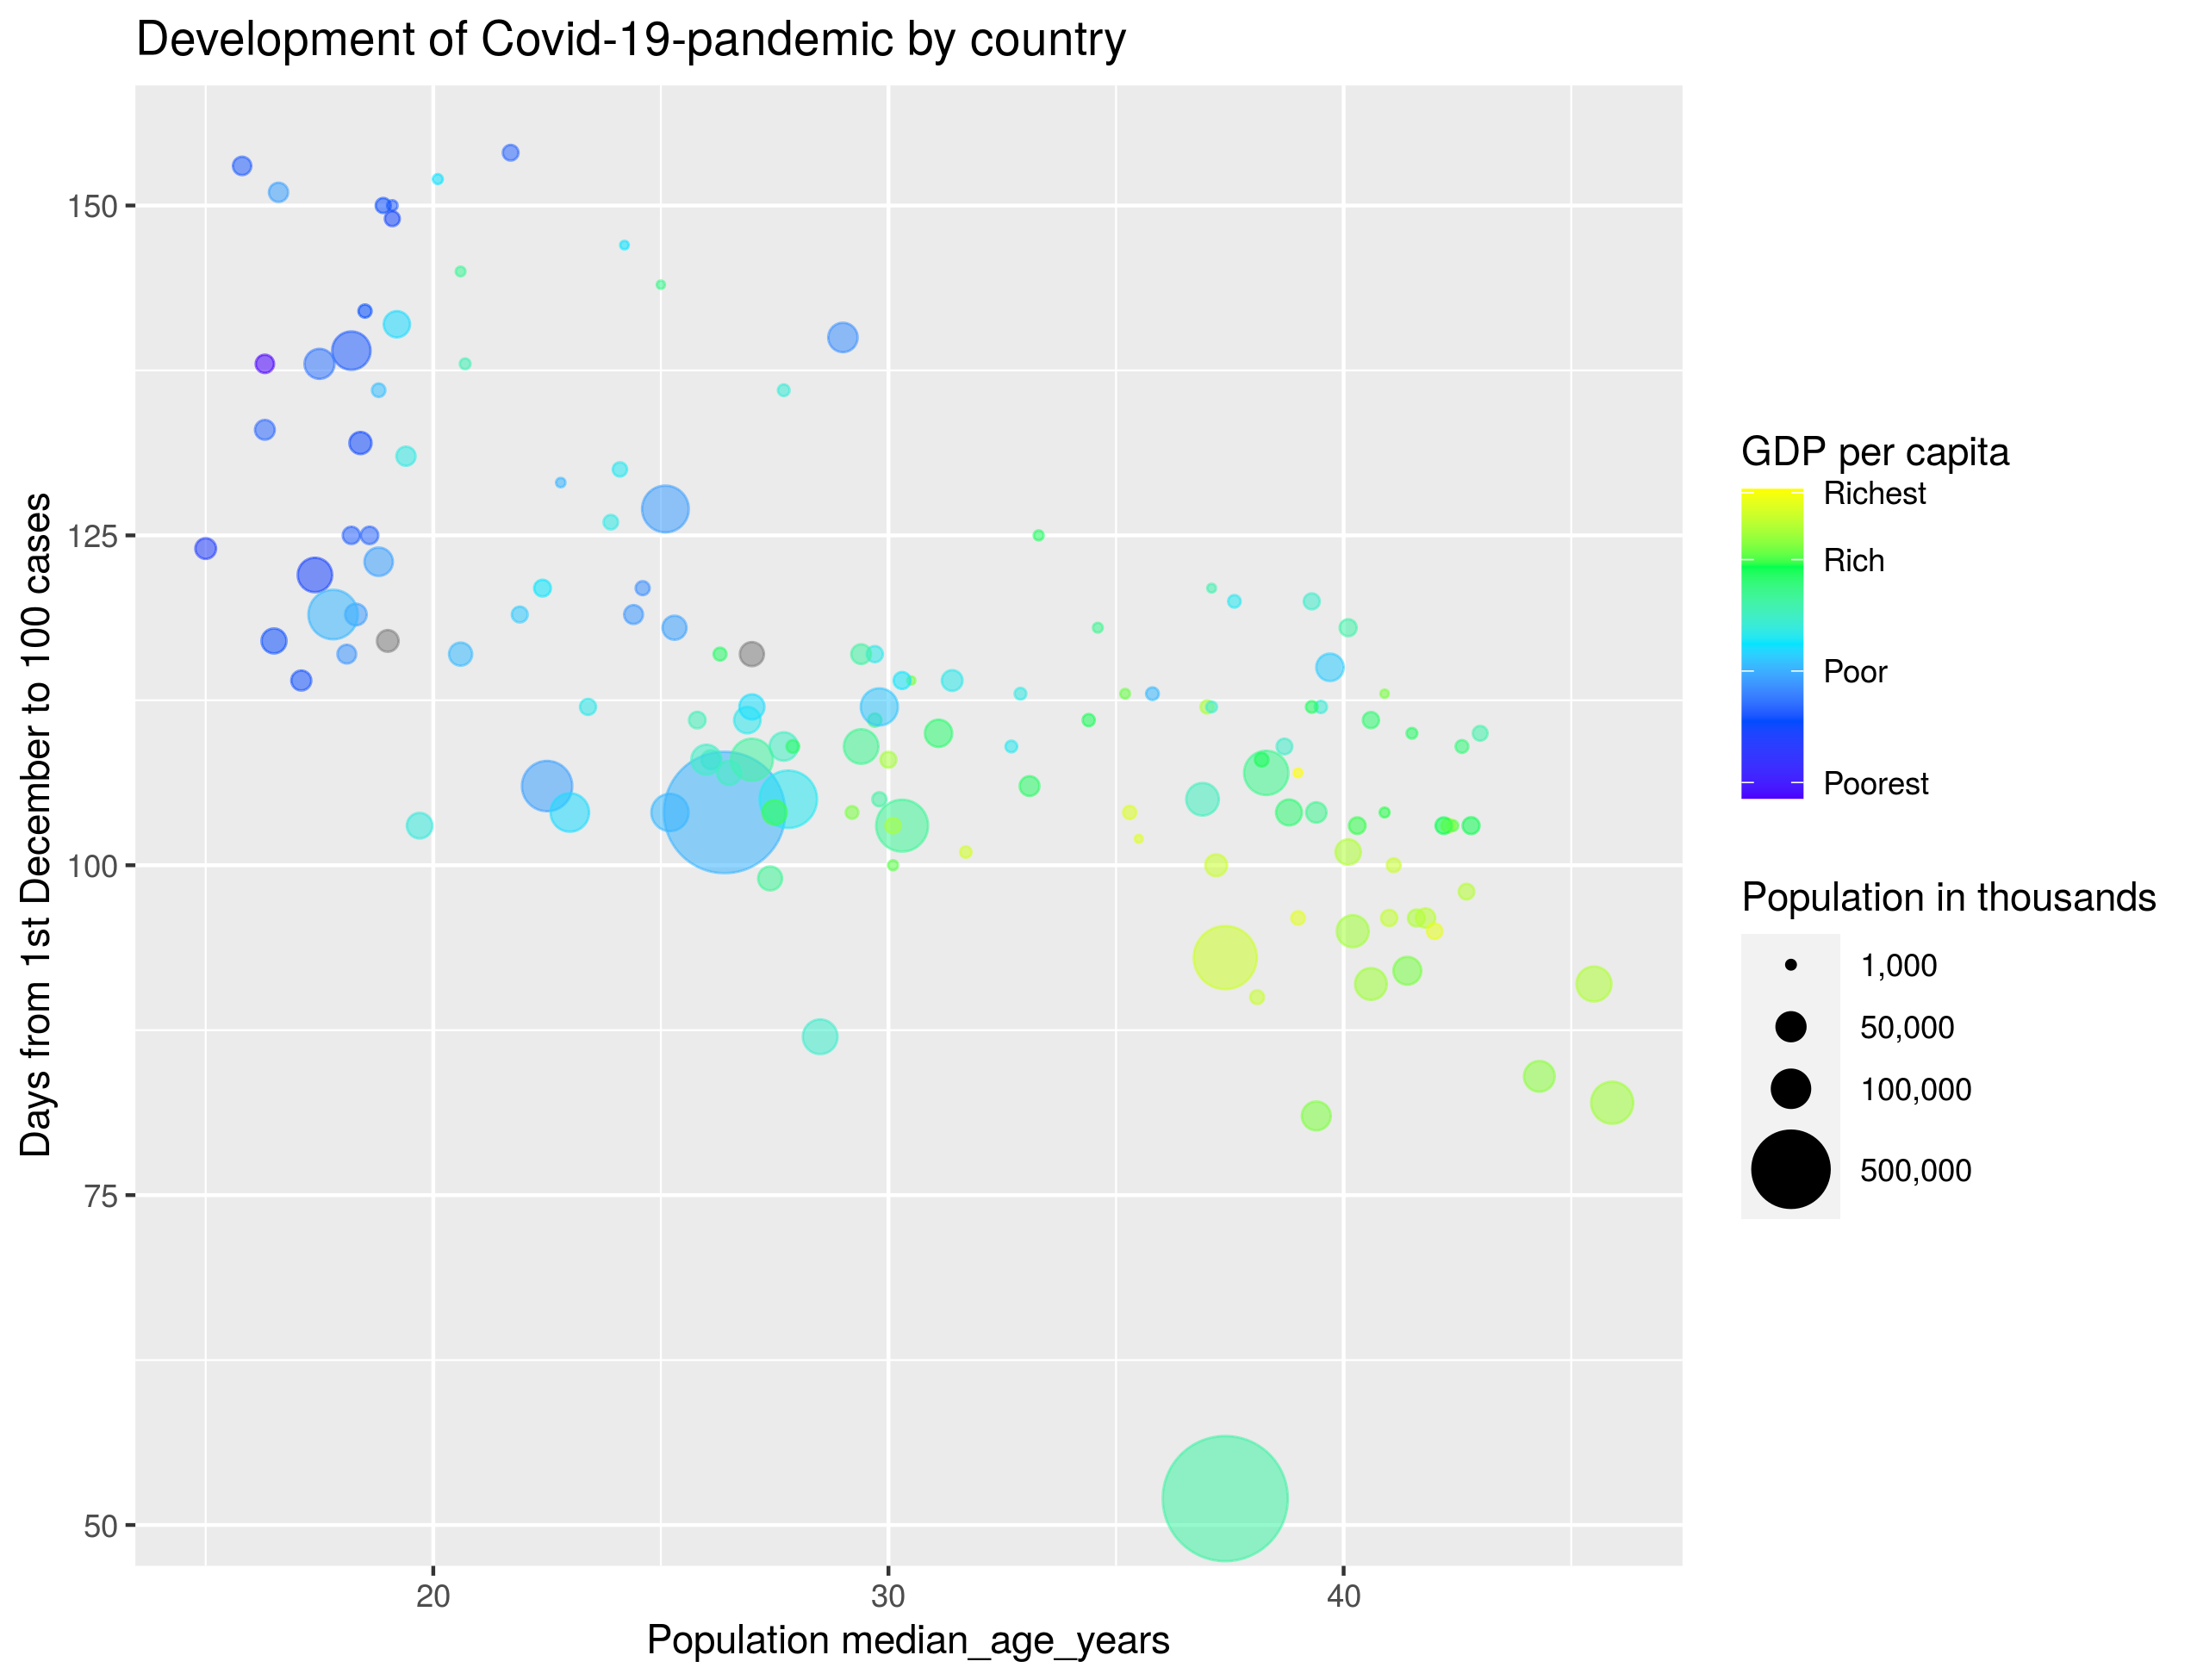 Development of Covid-19-pandemic by country
Days from 1st December to 100 cases
150
125
100
75
50
20
30
40
Population median_age_years
GDP per capita
Richest
Rich
Poor
Poorest
Population in thousands
1,000
50,000
100,000
500,000